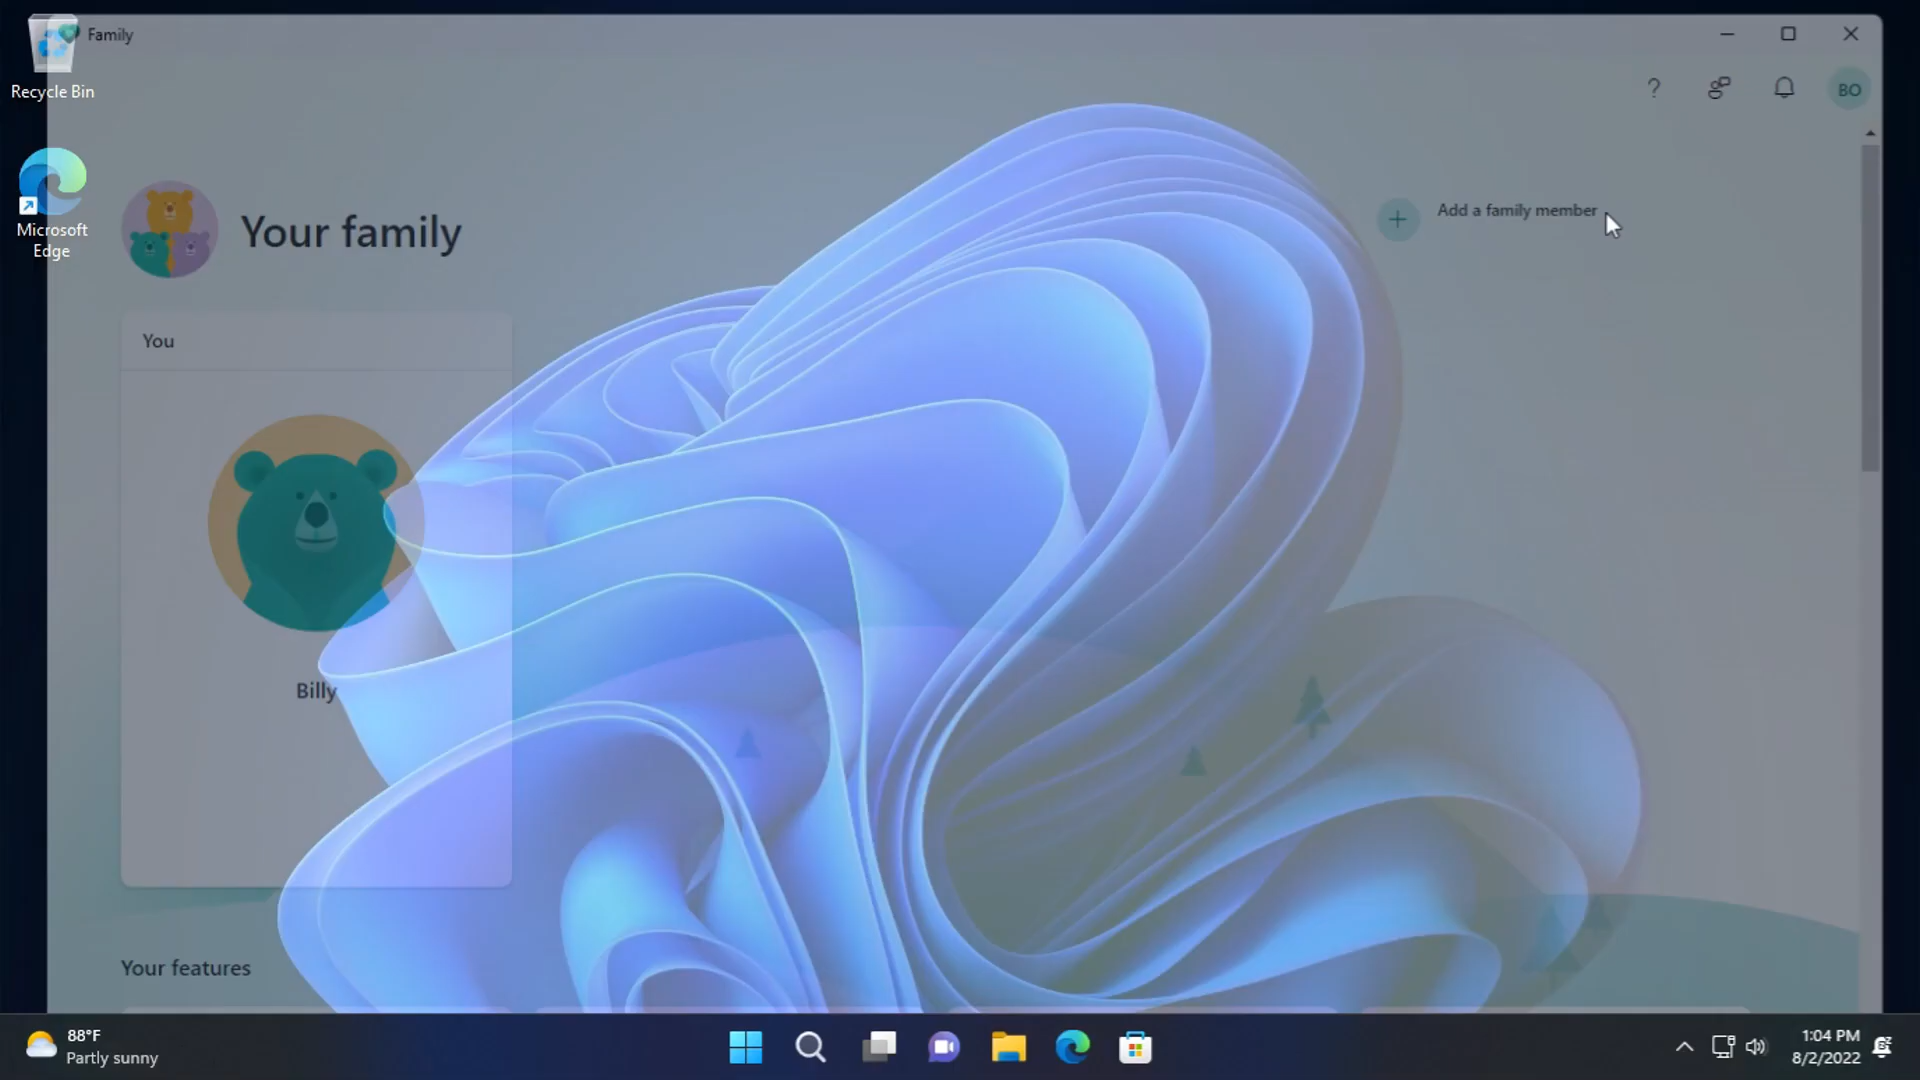 Family
Recycle Bin
BO
Microsoft
Edge
Your family
Add a family member
You
Billy
Your features
88°F
Partly sunny
1:04 PM
8/2/2022